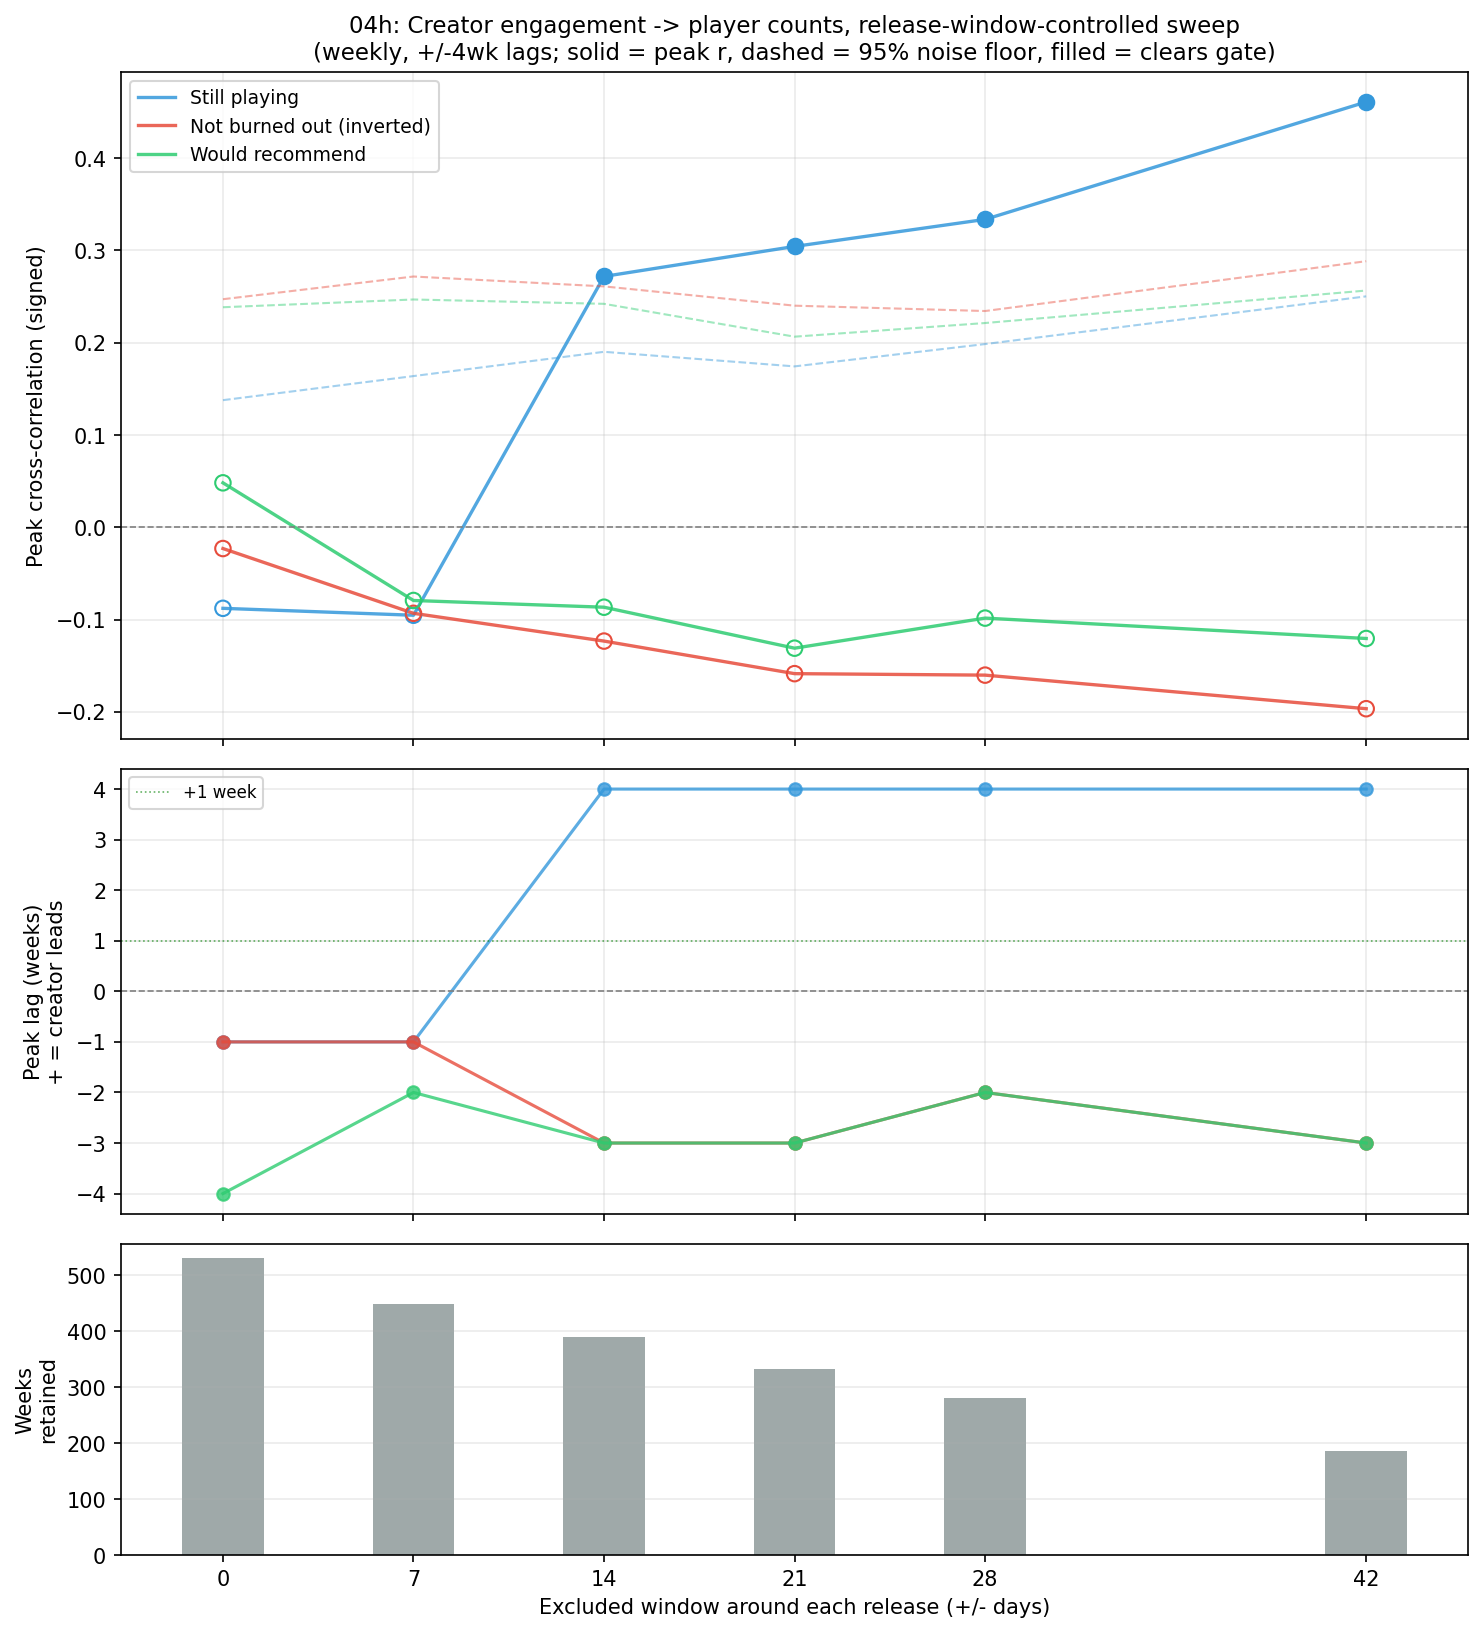 04h: Creator engagement -> player counts, release-window-controlled sweep
(weekly, +/-4wk lags; solid = peak r, dashed = 95% noise floor, filled = clears gate)
Still playing
Not burned out (inverted)
Would recommend
Peak cross-correlation (signed)
0.4
0.3
0.2
0.1
0.0
−0.1
−0.2
+1 week
Peak lag (weeks)
+ = creator leads
4
3
2
1
0
−1
−2
−3
−4
Weeks
retained
500
400
300
200
100
0
0 7 14 21 28 42
Excluded window around each release (+/- days)